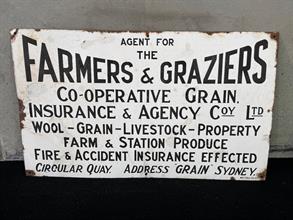 AGENT FOR
THE
FARMERS & GRAZIERS
CO-OPERATIVE GRAIN,
INSURANCE & AGENCY COY LTD
WOOL - GRAIN - LIVESTOCK - PROPERTY
FARM & STATION PRODUCE
FIRE & ACCIDENT INSURANCE EFFECTED
CIRCULAR QUAY. ADDRESS GRAIN SYDNEY.